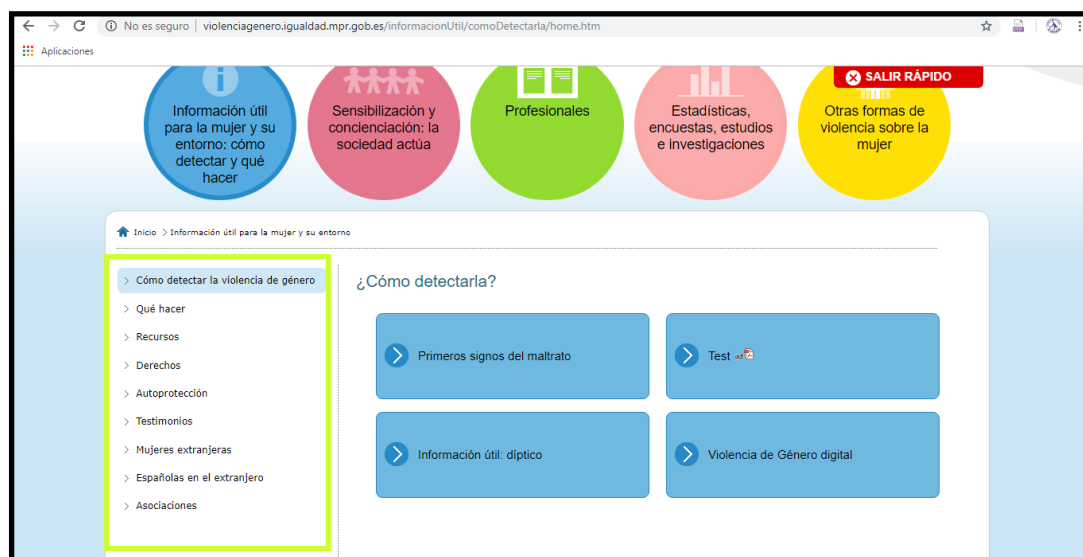 No es seguro | violenciagenero.igualdad.mpr.gob.es/informacionUtil/comoDetectarla/home.htm
Aplicaciones
Información útil
para la mujer y su
entorno: cómo
detectar y qué
hacer
Sensibilización y
concienciación: la
sociedad actúa
Profesionales
Estadísticas,
encuestas, estudios
e investigaciones
SALIR RÁPIDO
Otras formas de
violencia sobre la
mujer
Inicio > Información útil para la mujer y su entorno
> Cómo detectar la violencia de género
> Qué hacer
> Recursos
> Derechos
> Autoprotección
> Testimonios
> Mujeres extranjeras
> Españolas en el extranjero
> Asociaciones
¿Cómo detectarla?
Primeros signos del maltrato
Test
Información útil: díptico
Violencia de Género digital